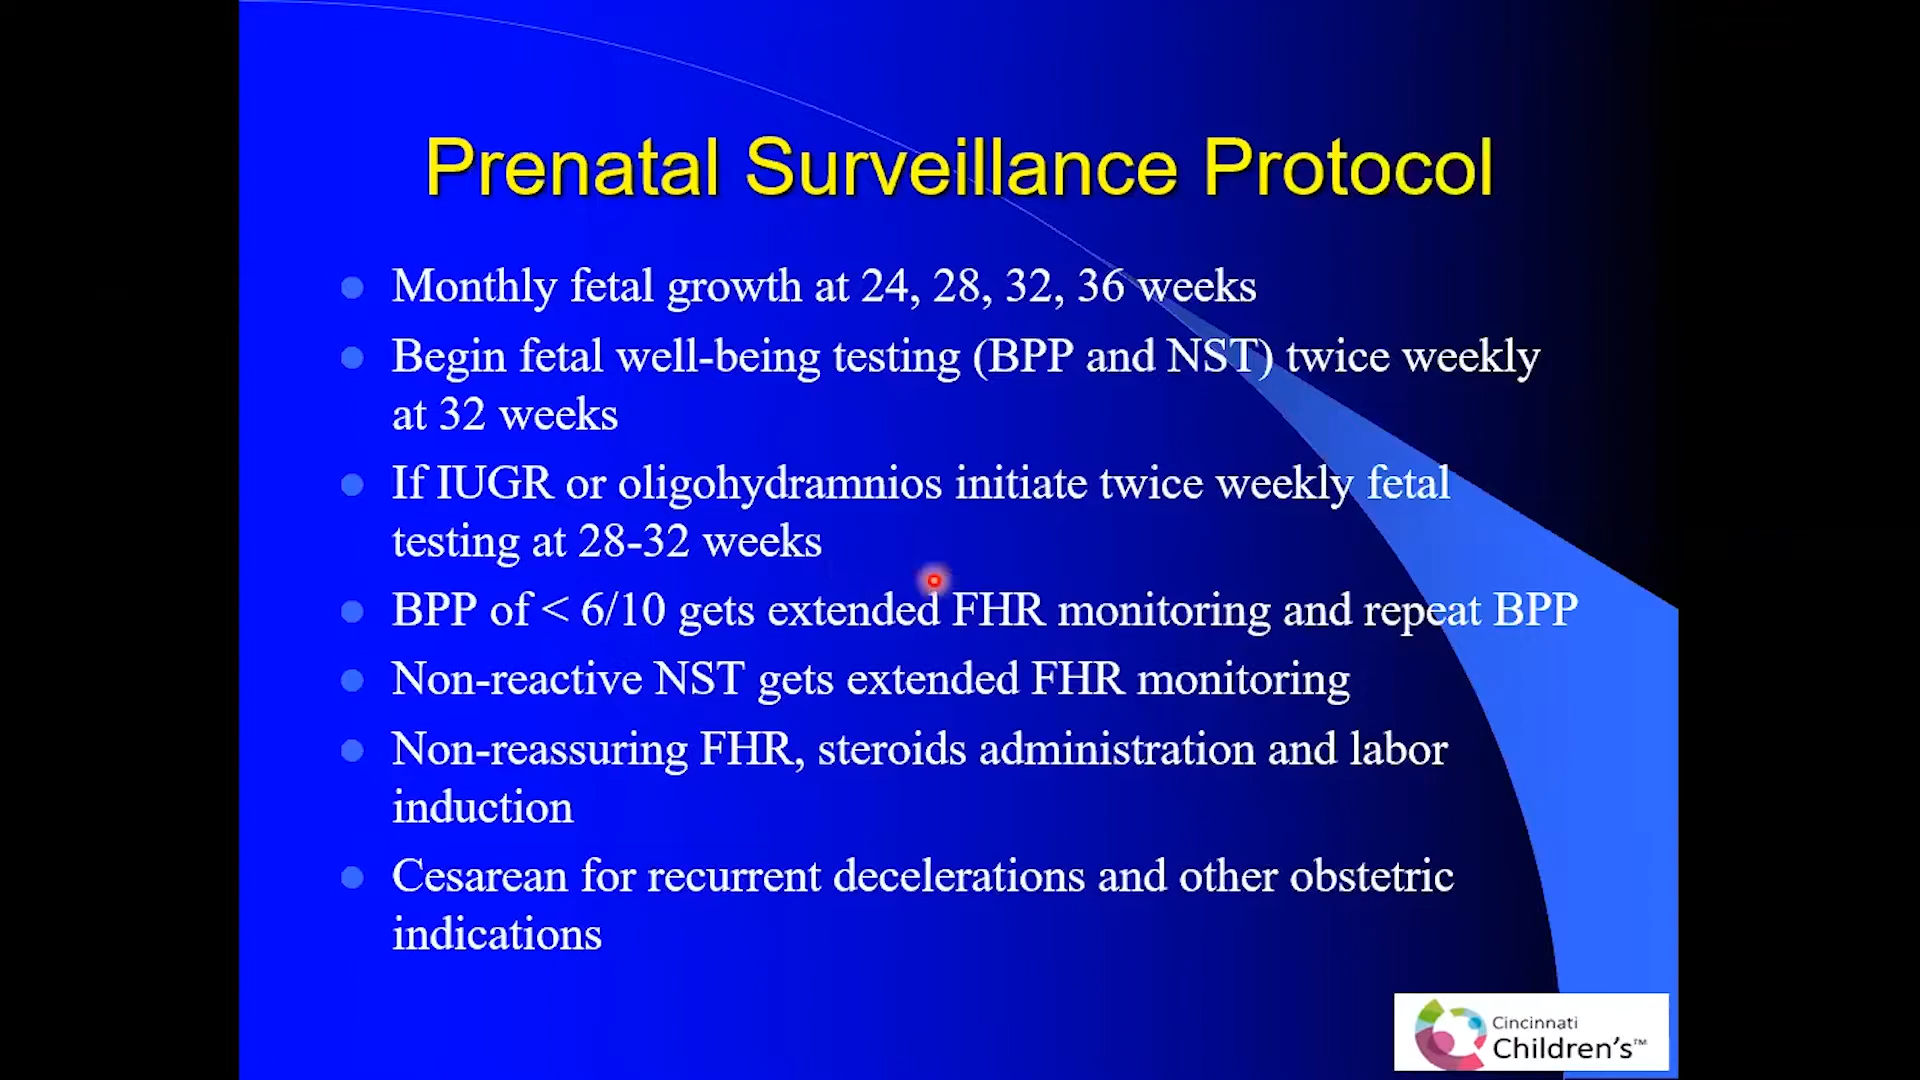 Prenatal Surveillance Protocol
Monthly fetal growth at 24, 28, 32, 36 weeks
Begin fetal well-being testing (BPP and NST) twice weekly
at 32 weeks
If IUGR or oligohydramnios initiate twice weekly fetal
testing at 28-32 weeks
BPP of < 6/10 gets extended FHR monitoring and repeat BPP
Non-reactive NST gets extended FHR monitoring
Non-reassuring FHR, steroids administration and labor
induction
Cesarean for recurrent decelerations and other obstetric
indications
Cincinnati
Children's™